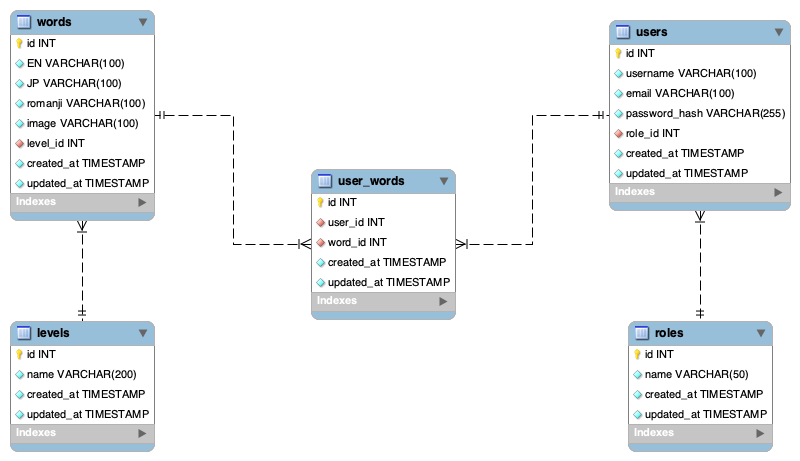 words
id INT
EN VARCHAR(100)
JP VARCHAR(100)
romanji VARCHAR(100)
image VARCHAR(100)
level_id INT
created_at TIMESTAMP
updated_at TIMESTAMP
Indexes
users
id INT
username VARCHAR(100)
email VARCHAR(100)
password_hash VARCHAR(255)
role_id INT
created_at TIMESTAMP
updated_at TIMESTAMP
Indexes
user_words
id INT
user_id INT
word_id INT
created_at TIMESTAMP
updated_at TIMESTAMP
Indexes
levels
id INT
name VARCHAR(200)
created_at TIMESTAMP
updated_at TIMESTAMP
Indexes
roles
id INT
name VARCHAR(50)
created_at TIMESTAMP
updated_at TIMESTAMP
Indexes